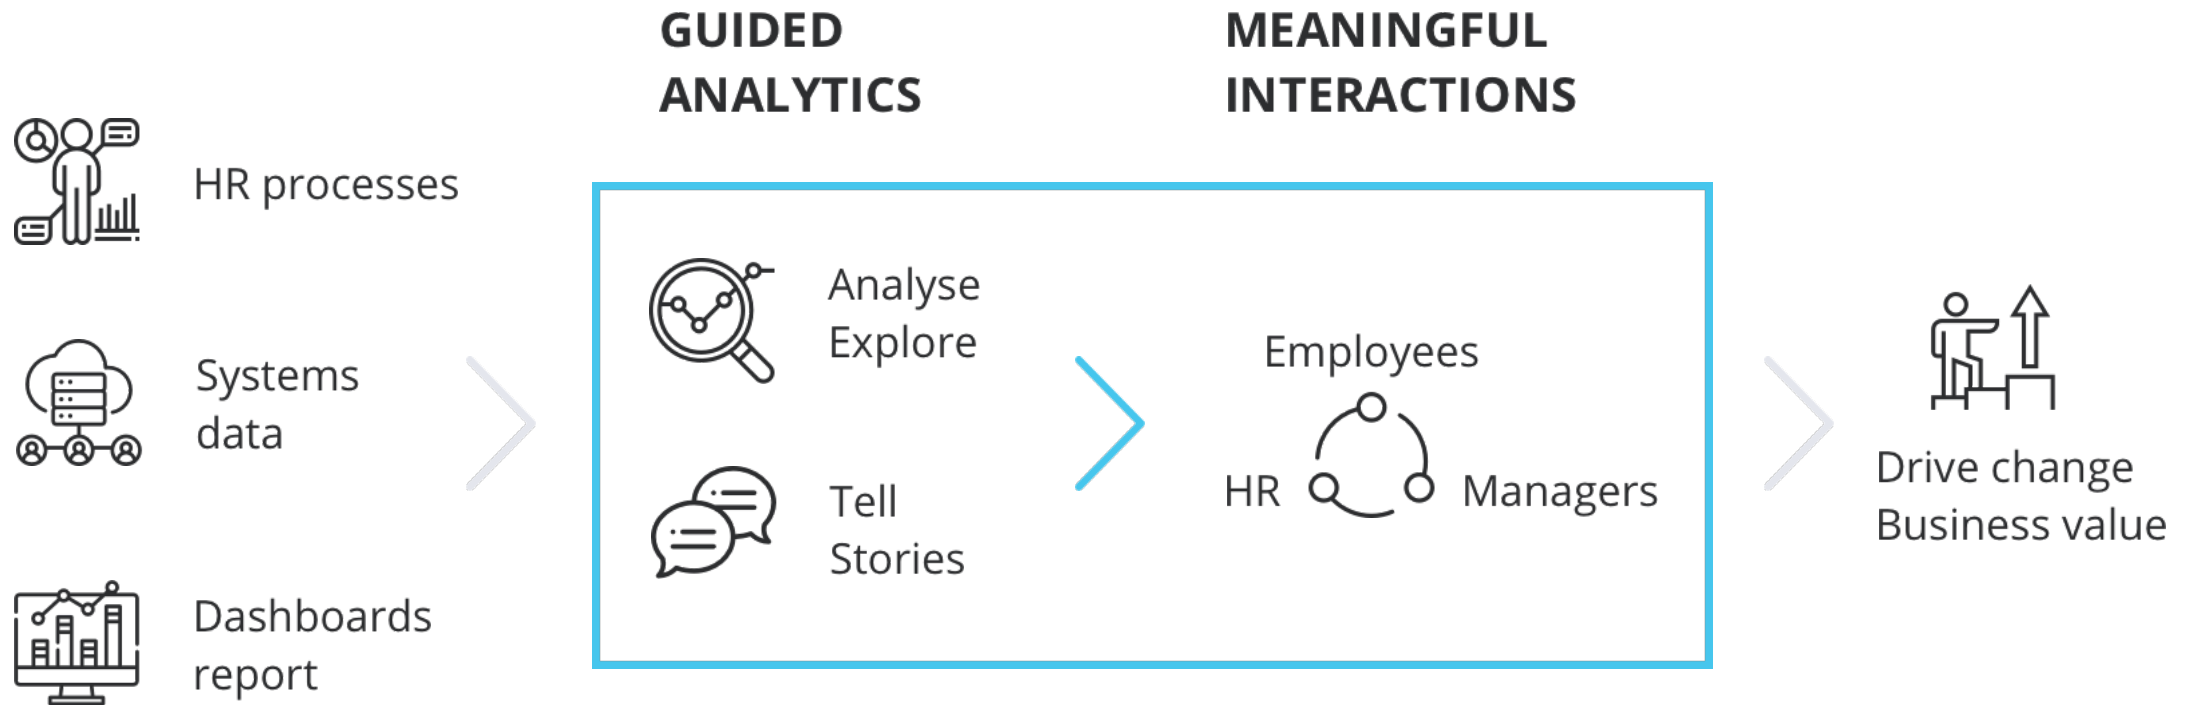 GUIDED
ANALYTICS
MEANINGFUL
INTERACTIONS
HR processes
Systems
data
Dashboards
report
Analyse
Explore
Tell
Stories
Employees
HR
Managers
Drive change
Business value